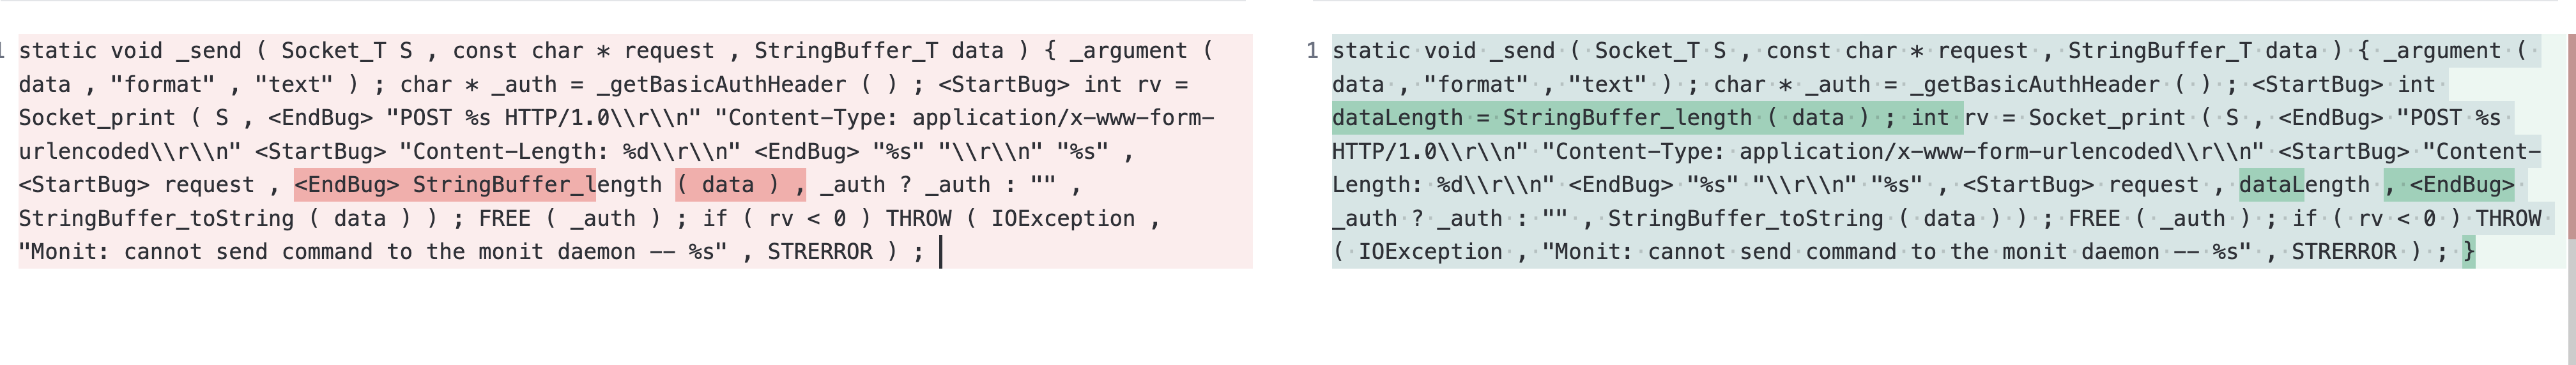 1 static void _send ( Socket_T S , const char * request , StringBuffer_T data ) { _argument (
data , "format" , "text" ) ; char * _auth = _getBasicAuthHeader ( ) ; <StartBug> int rv =
Socket_print ( S , <EndBug> "POST %s HTTP/1.0\\r\\n" "Content-Type: application/x-www-form-
urlencoded\\r\\n" <StartBug> "Content-Length: %d\\r\\n" <EndBug> "%s" "\\r\\n" "%s" ,
<StartBug> request , <EndBug> StringBuffer_length ( data ) , _auth ? _auth : "" ,
StringBuffer_toString ( data ) ) ; FREE ( _auth ) ; if ( rv < 0 ) THROW ( IOException ,
"Monit: cannot send command to the monit daemon -- %s" , STRERROR ) ;
1 static void _send ( Socket_T S , const char * request , StringBuffer_T data ) { _argument (
data , "format" , "text" ) ; char * _auth = _getBasicAuthHeader ( ) ; <StartBug> int
dataLength = StringBuffer_length ( data ) ; int rv = Socket_print ( S , <EndBug> "POST %s
HTTP/1.0\\r\\n" "Content-Type: application/x-www-form-urlencoded\\r\\n" <StartBug> "Content-
Length: %d\\r\\n" <EndBug> "%s" "\\r\\n" "%s" , <StartBug> request , dataLength , <EndBug>
_auth ? _auth : "" , StringBuffer_toString ( data ) ) ; FREE ( _auth ) ; if ( rv < 0 ) THROW
( IOException , "Monit: cannot send command to the monit daemon -- %s" , STRERROR ) ; }